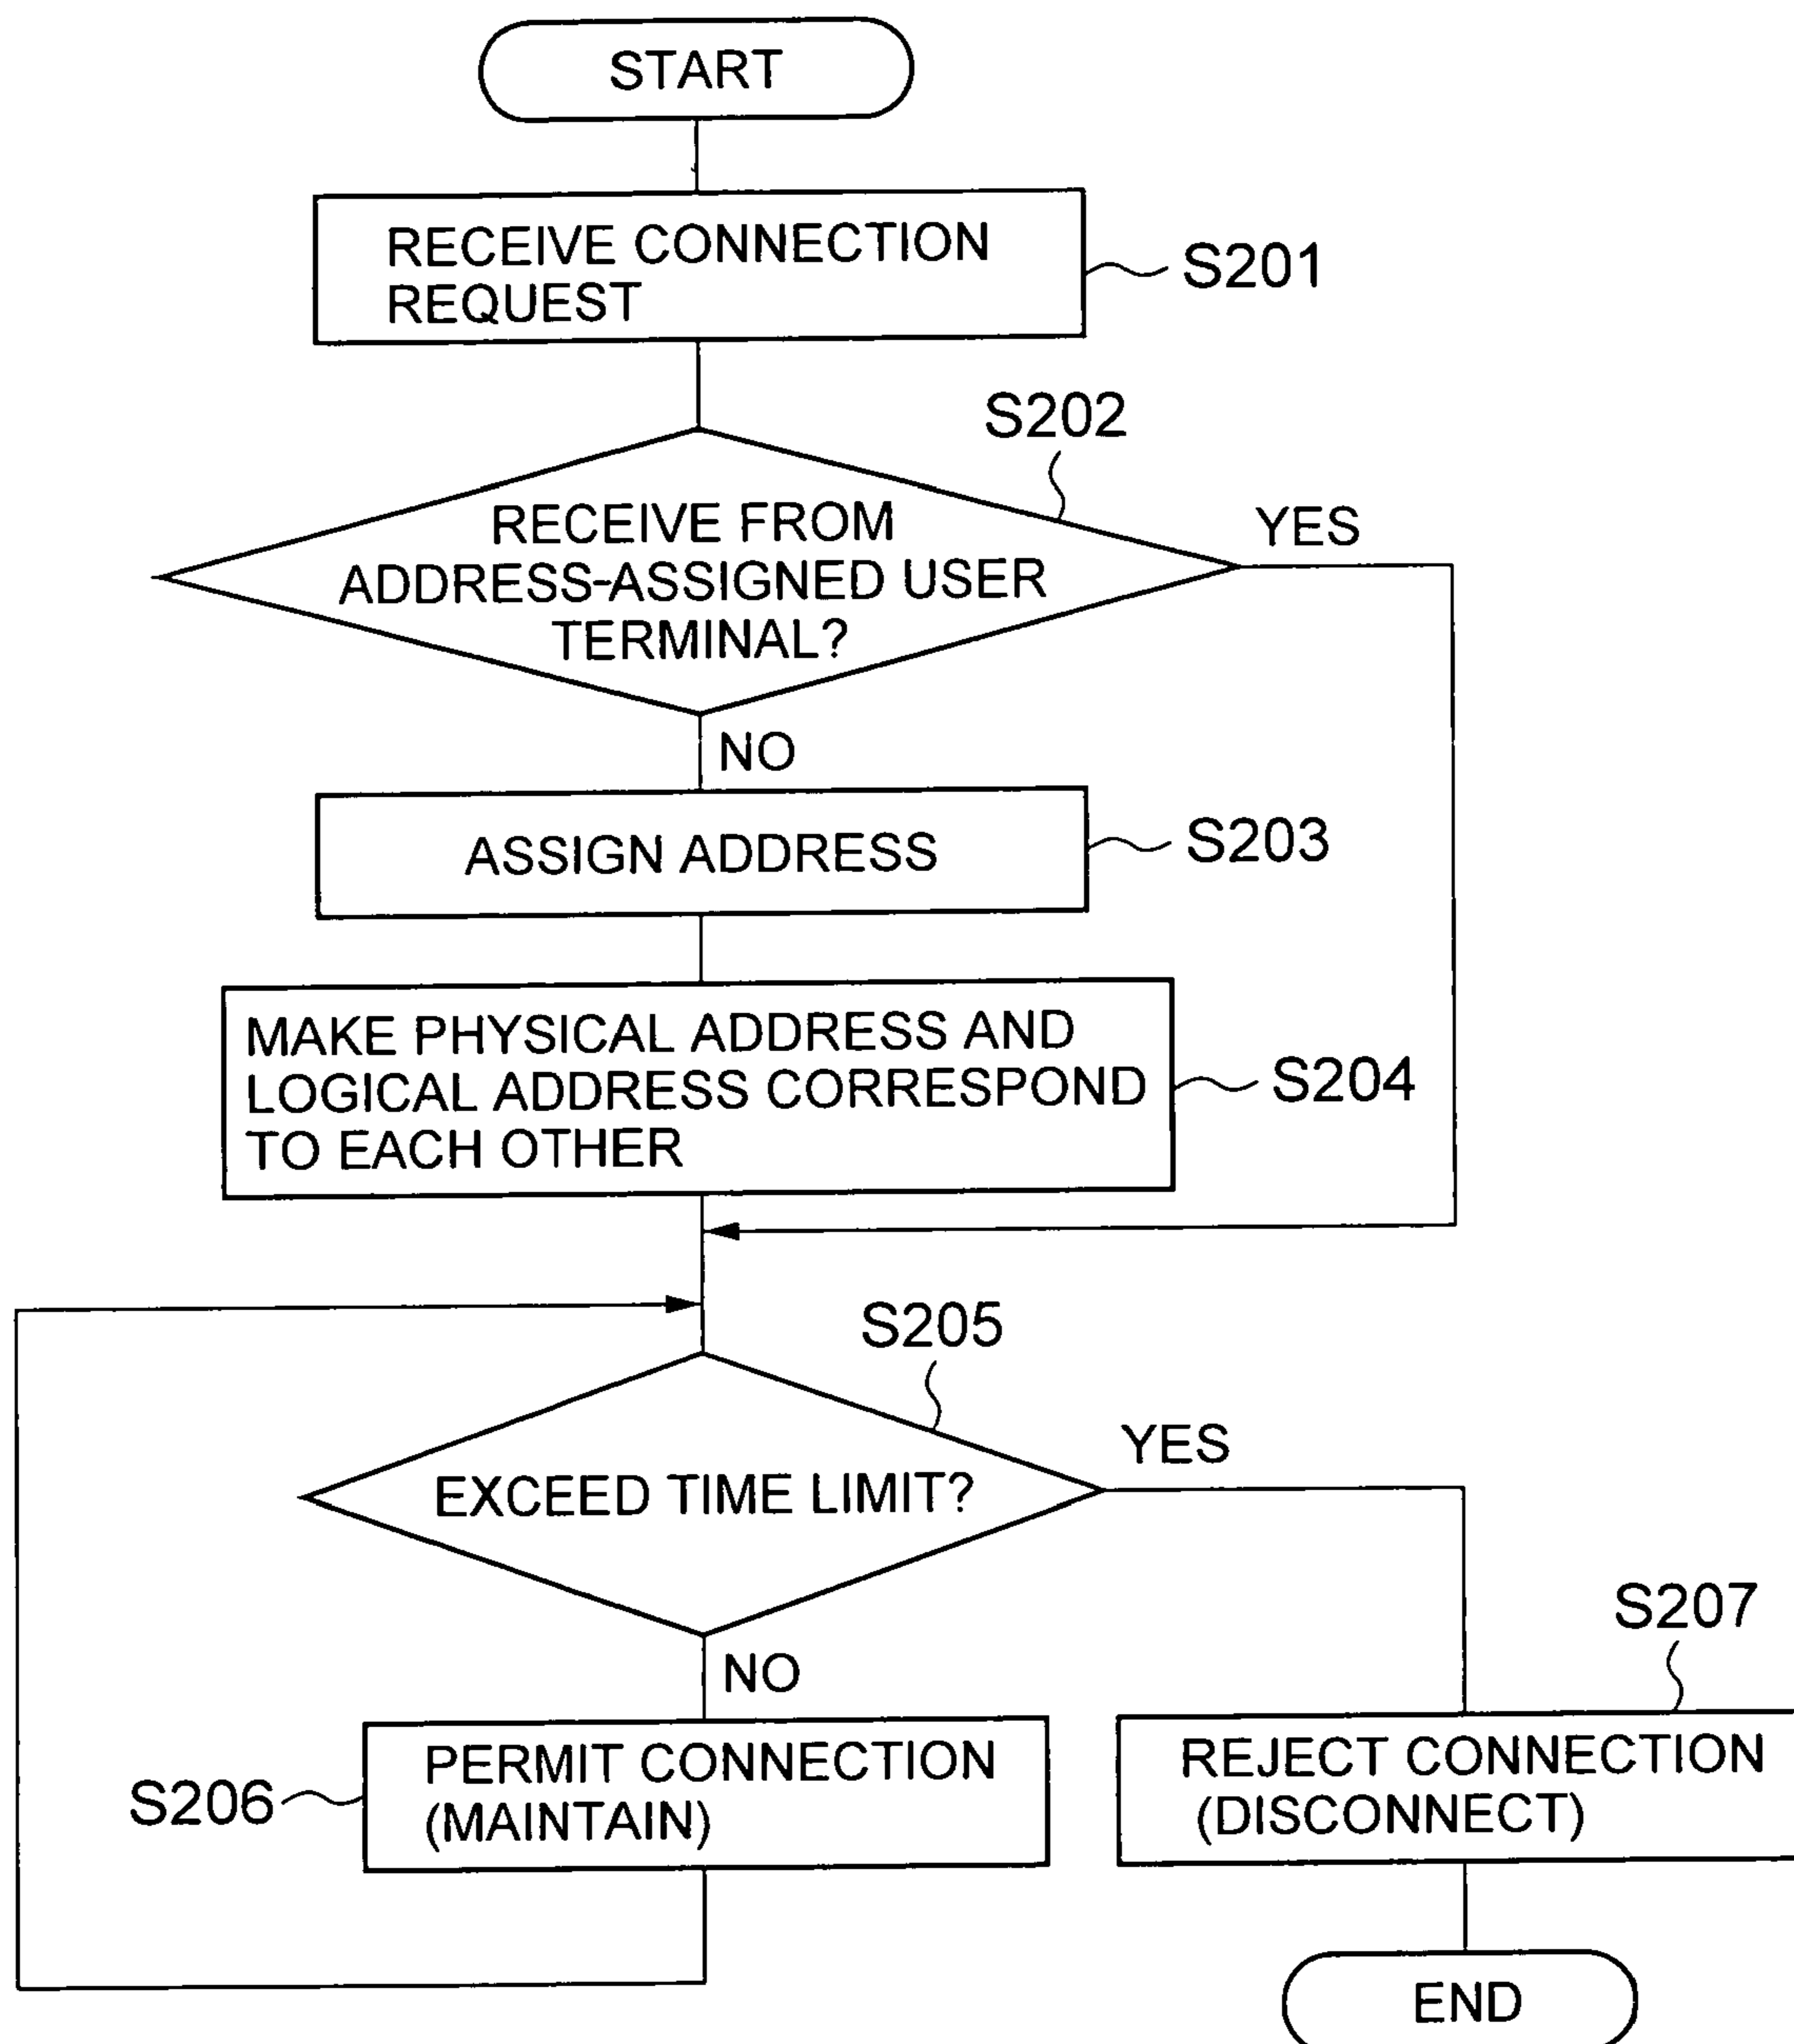 START
RECEIVE CONNECTION
REQUEST
S201
S202
RECEIVE FROM
ADDRESS-ASSIGNED USER
TERMINAL?
YES
NO
ASSIGN ADDRESS
S203
MAKE PHYSICAL ADDRESS AND
LOGICAL ADDRESS CORRESPOND
TO EACH OTHER
S204
S205
EXCEED TIME LIMIT?
YES
NO
S206
PERMIT CONNECTION
(MAINTAIN)
S207
REJECT CONNECTION
(DISCONNECT)
END